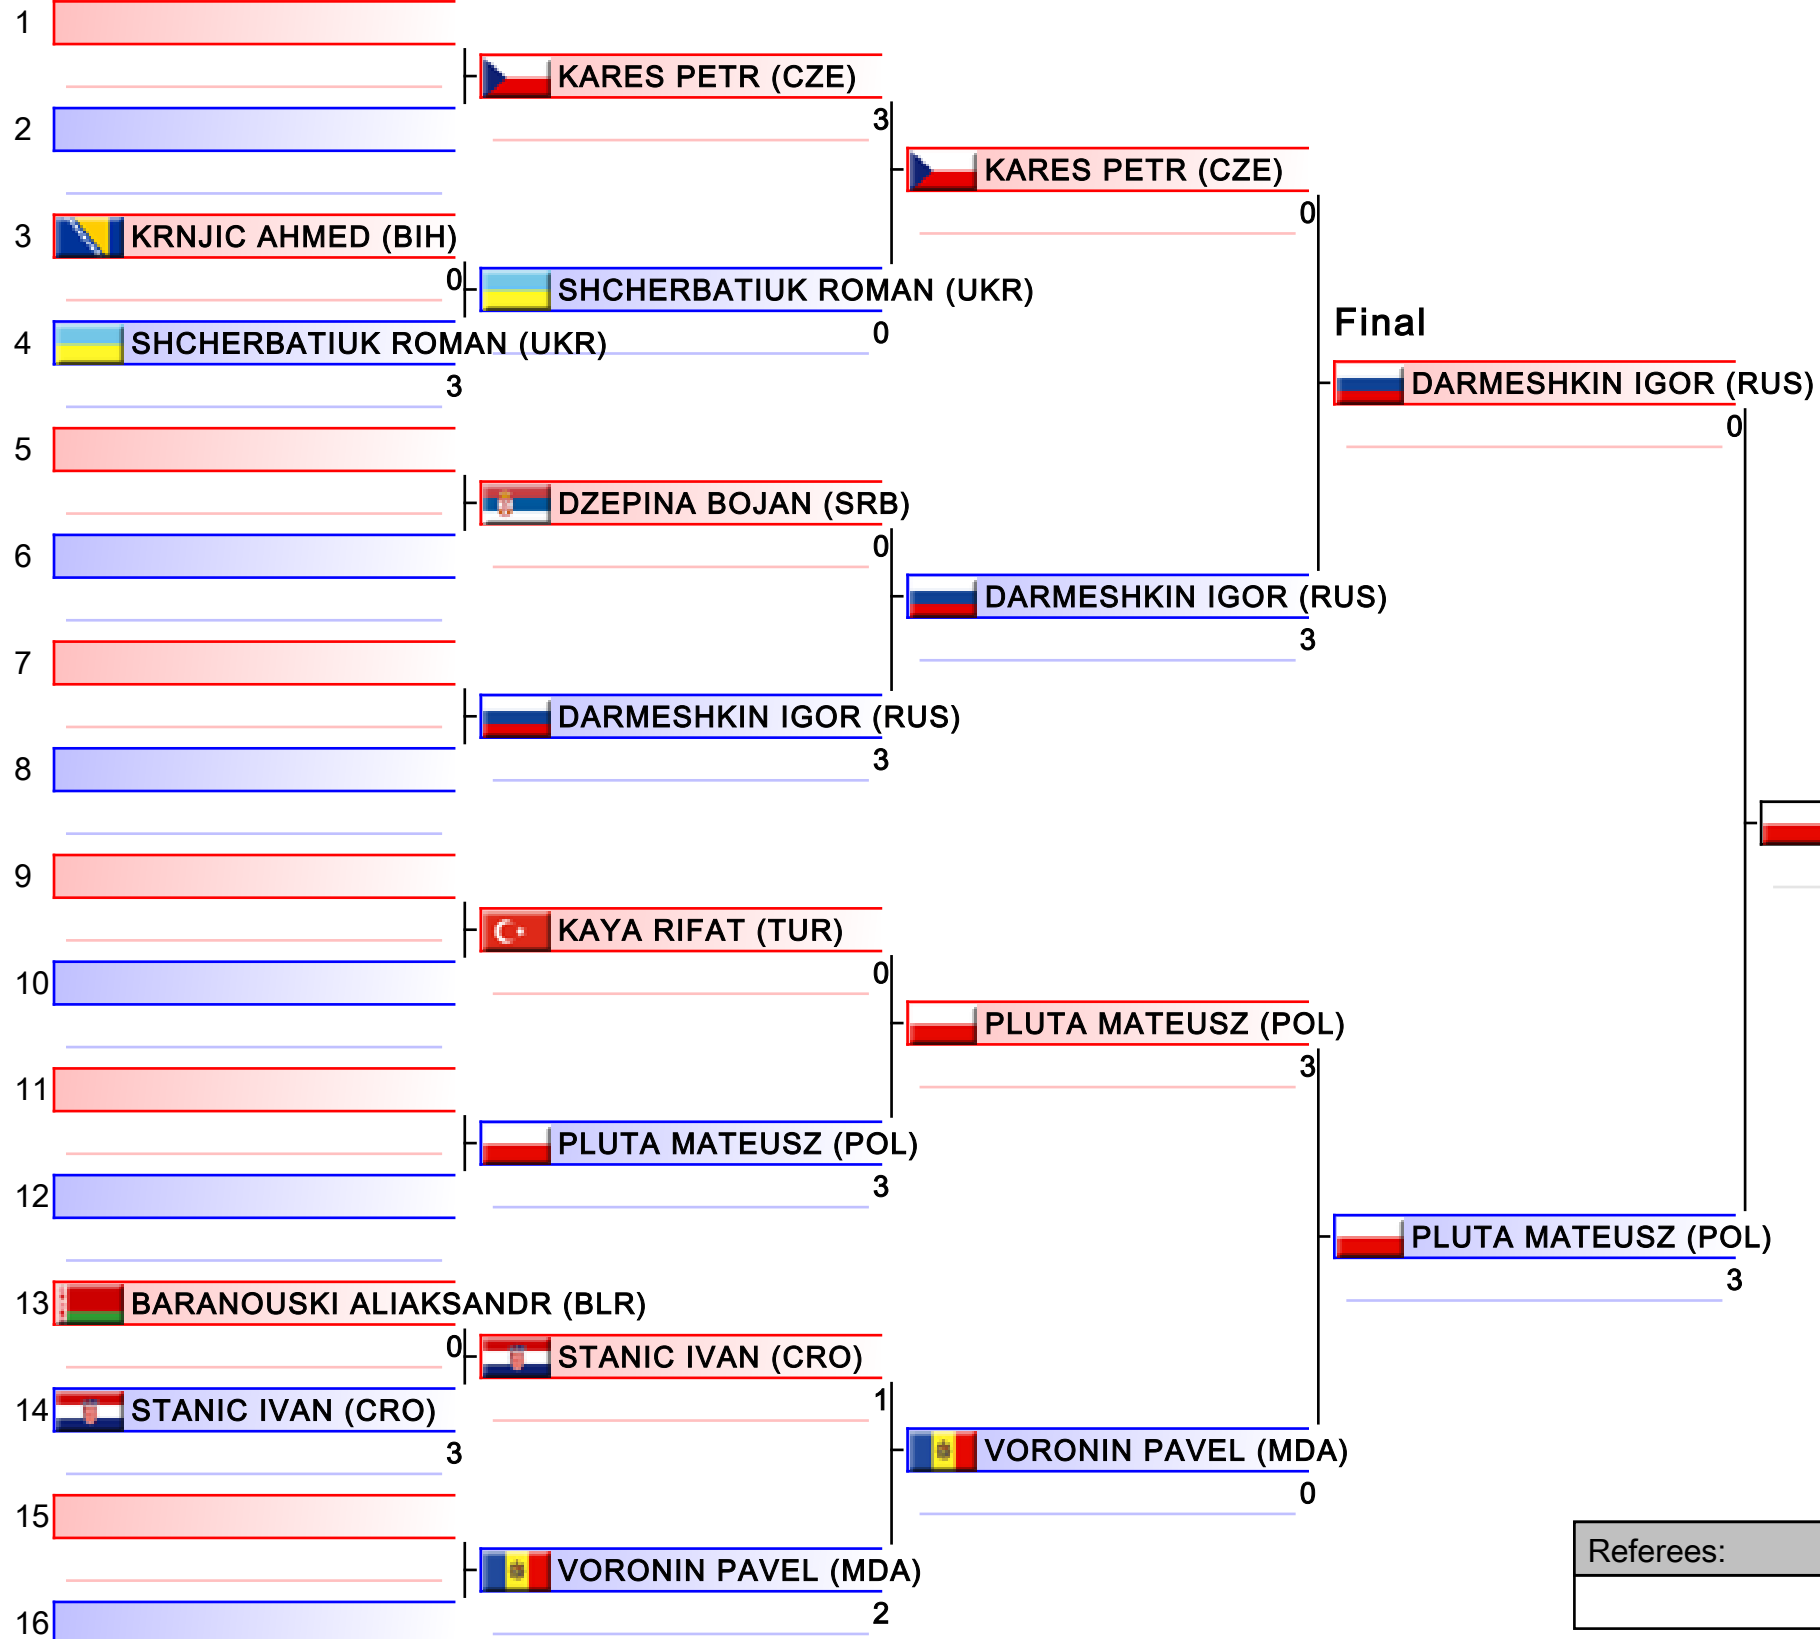 1
KARES PETR (CZE)
2
3
KARES PETR (CZE)
3
KRNJIC AHMED (BIH)
0
0
SHCHERBATIUK ROMAN (UKR)
Final
4
SHCHERBATIUK ROMAN (UKR)
0
3
DARMESHKIN IGOR (RUS)
0
5
DZEPINA BOJAN (SRB)
0
6
DARMESHKIN IGOR (RUS)
3
7
DARMESHKIN IGOR (RUS)
3
8
9
KAYA RIFAT (TUR)
0
10
PLUTA MATEUSZ (POL)
3
11
PLUTA MATEUSZ (POL)
3
12
PLUTA MATEUSZ (POL)
3
13
BARANOUSKI ALIAKSANDR (BLR)
0
STANIC IVAN (CRO)
1
14
STANIC IVAN (CRO)
3
VORONIN PAVEL (MDA)
0
15
Referees:
VORONIN PAVEL (MDA)
2
16